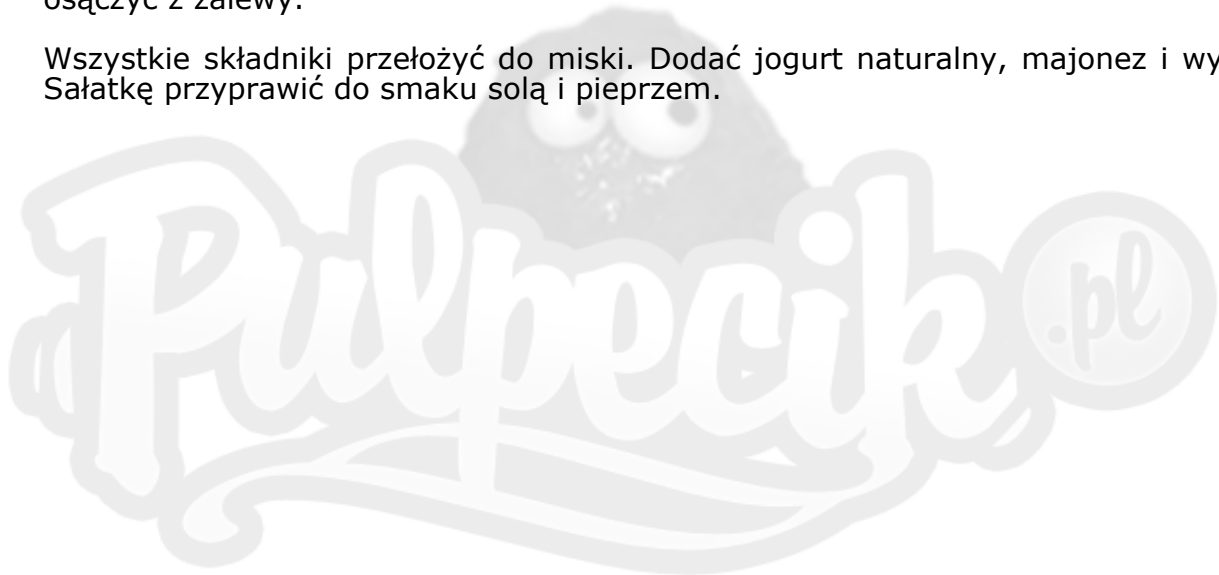 osączyć z zalewy.
Wszystkie składniki przełożyć do miski. Dodać jogurt naturalny, majonez i wy
Sałatkę przyprawić do smaku solą i pieprzem.
Pulpecik.pl